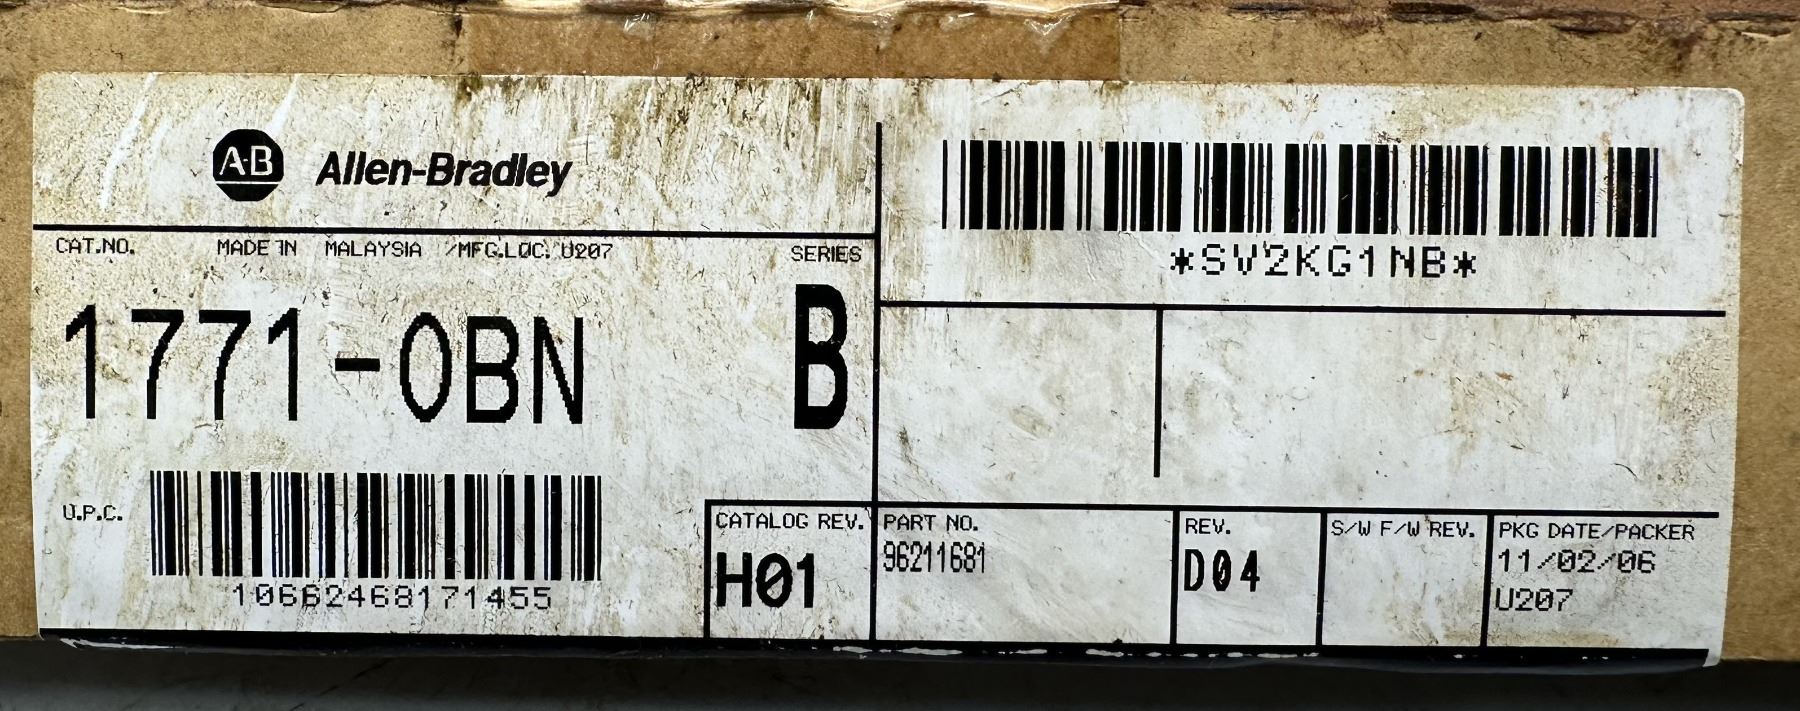 A-B Allen-Bradley
CAT.NO. MADE IN MALAYSIA /MFG.LOC. U207 SERIES
1771-OBN B
U.P.C.
10662468171455
*SV2KG1NB*
CATALOG REV.
H01
PART NO.
96211681
REV.
D04
S/W F/W REV.
PKG DATE/PACKER
11/02/06
U207